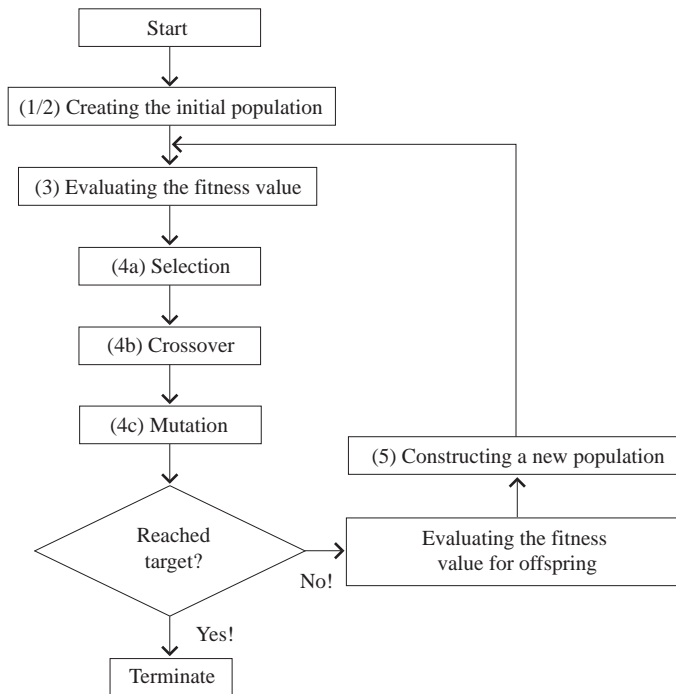 Start
(1/2) Creating the initial population
(3) Evaluating the fitness value
(4a) Selection
(4b) Crossover
(4c) Mutation
(5) Constructing a new population
Reached
target?
Evaluating the fitness
value for offspring
No!
Yes!
Terminate